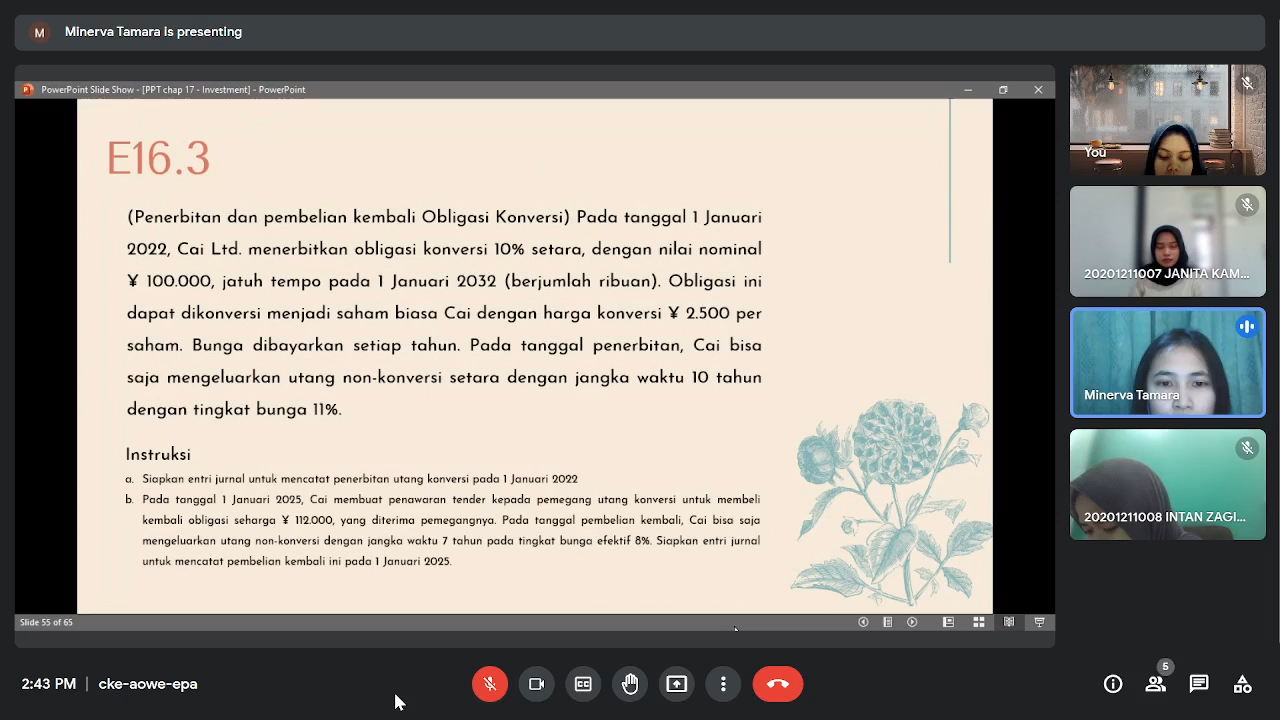 M Minerva Tamara is presenting
PowerPoint Slide Show - [PPT chap 17 - Investment] - PowerPoint
E16.3
(Penerbitan dan pembelian kembali Obligasi Konversi) Pada tanggal 1 Januari
2022, Cai Ltd. menerbitkan obligasi konversi 10% setara, dengan nilai nominal
¥ 100.000, jatuh tempo pada 1 Januari 2032 (berjumlah ribuan). Obligasi ini
dapat dikonversi menjadi saham biasa Cai dengan harga konversi ¥ 2.500 per
saham. Bunga dibayarkan setiap tahun. Pada tanggal penerbitan, Cai bisa
saja mengeluarkan utang non-konversi setara dengan jangka waktu 10 tahun
dengan tingkat bunga 11%.
Instruksi
a. Siapkan entri jurnal untuk mencatat penerbitan utang konversi pada 1 Januari 2022
b. Pada tanggal 1 Januari 2025, Cai membuat penawaran tender kepada pemegang utang konversi untuk membeli
kembali obligasi seharga ¥ 112.000, yang diterima pemegangnya. Pada tanggal pembelian kembali, Cai bisa saja
mengeluarkan utang non-konversi dengan jangka waktu 7 tahun pada tingkat bunga efektif 8%. Siapkan entri jurnal
untuk mencatat pembelian kembali ini pada 1 Januari 2025.
Slide 55 of 65
You
20201211007 JANITA KAM...
Minerva Tamara
20201211008 INTAN ZAGI...
2:43 PM | cke-aowe-epa
CC
5